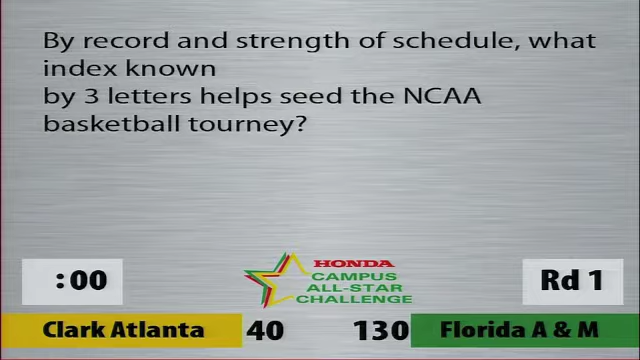 By record and strength of schedule, what
index known
by 3 letters helps seed the NCAA
basketball tourney?
HONDA
CAMPUS
ALL-STAR
CHALLENGE
:00
Rd 1
Clark Atlanta 40 130 Florida A & M